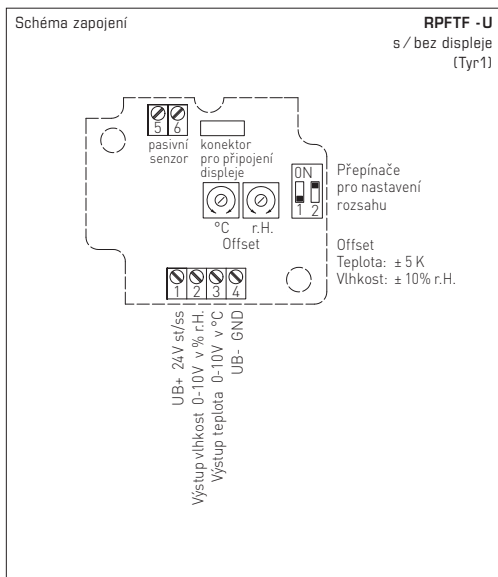 Schéma zapojení
RPFTF - U
s / bez displeje
(Tyr1)
5 6
pasivní
senzor
konektor
pro připojení
displeje
ON
1 2
Přepínače
pro nastavení
rozsahu
°C r.H.
Offset
Offset
Teplota: ± 5 K
Vlhkost: ± 10% r.H.
1 2 3 4
UB+ 24V st/ss
Výstup vlhkost 0-10V v % r.H.
Výstup teplota 0-10V v °C
UB- GND